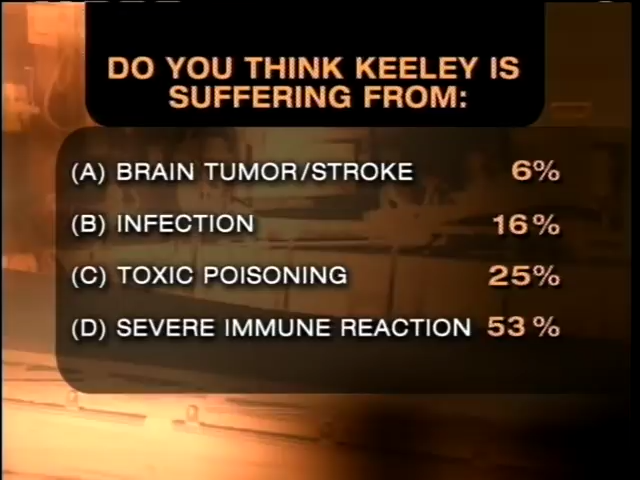 DO YOU THINK KEELEY IS
SUFFERING FROM:
(A) BRAIN TUMOR/STROKE 6%
(B) INFECTION 16%
(C) TOXIC POISONING 25%
(D) SEVERE IMMUNE REACTION 53%